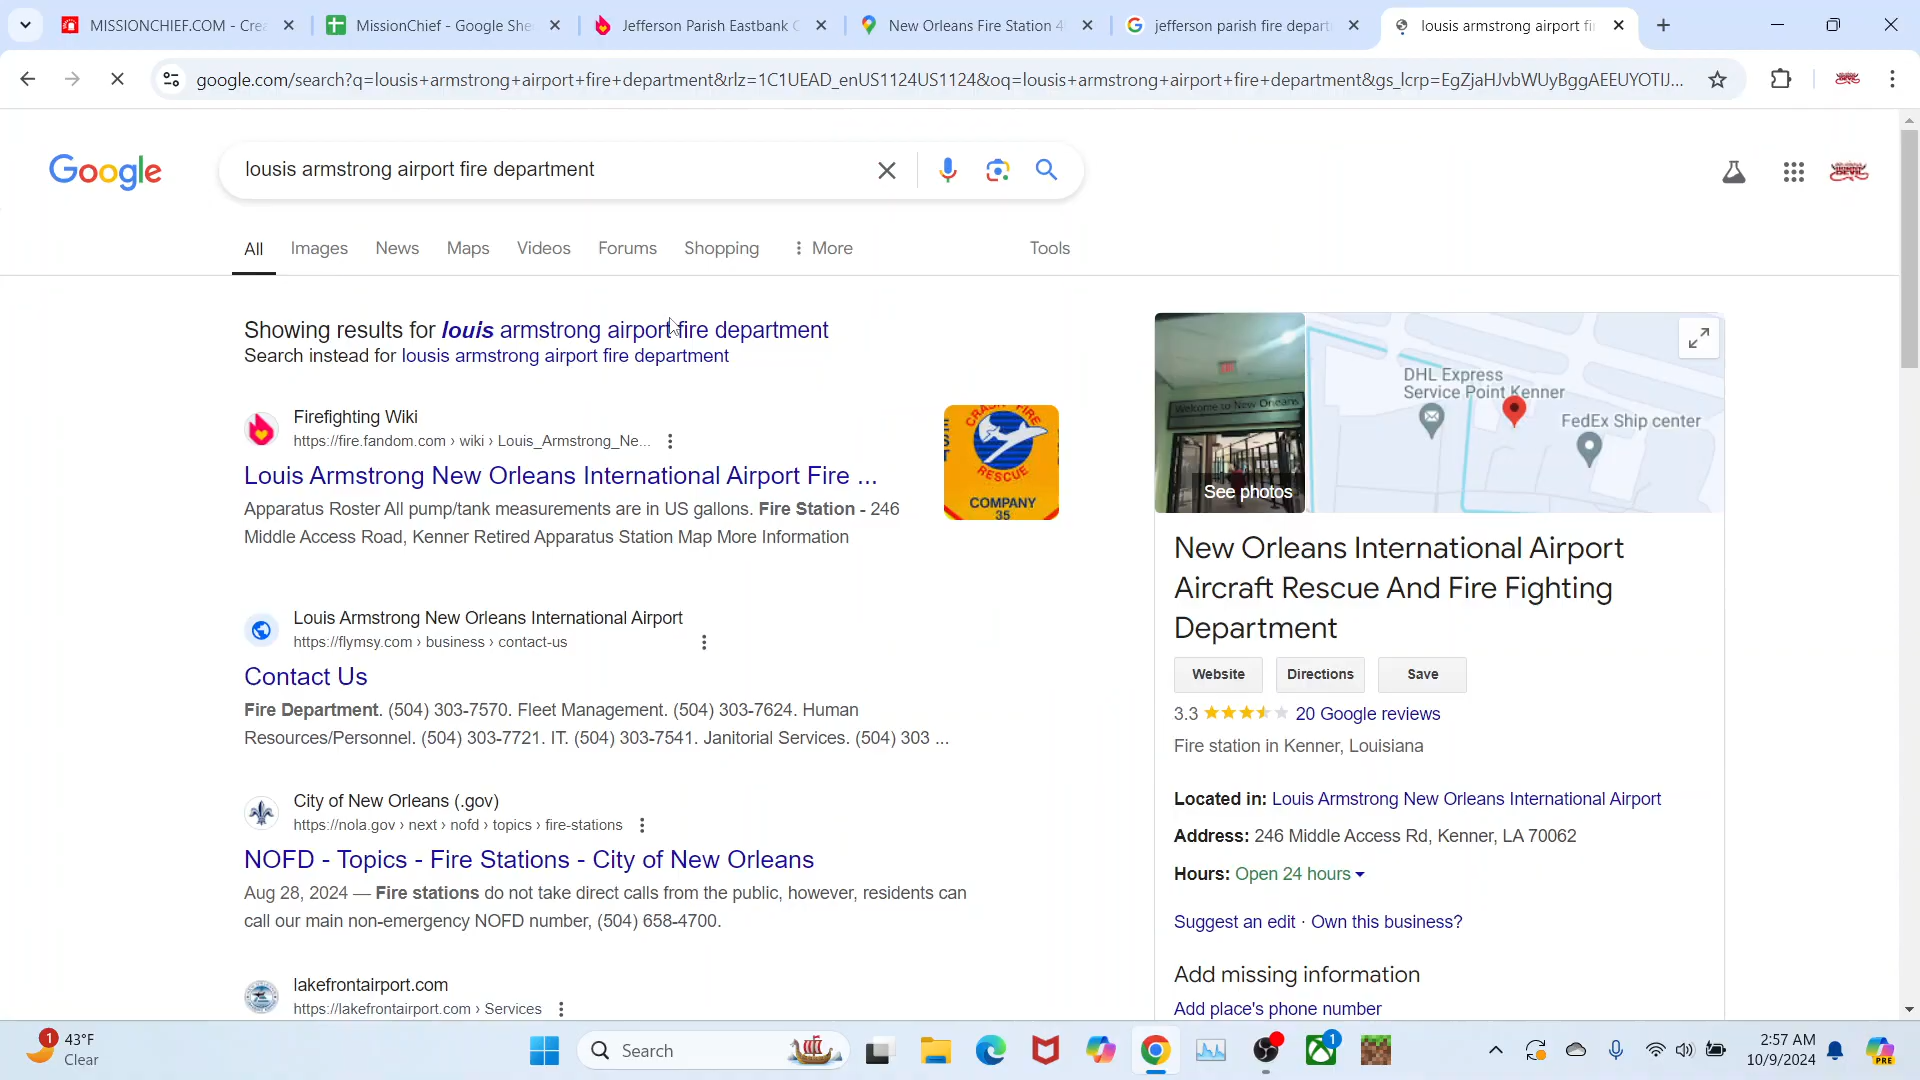 MISSIONCHIEF.COM - Crea
MissionChief - Google She
Jefferson Parish Eastbank C
New Orleans Fire Station 4
jefferson parish fire depart
lousis armstrong airport fi
google.com/search?q=lousis+armstrong+airport+fire+department&rlz=1C1UEAD_enUS1124US1124&oq=lousis+armstrong+airport+fire+department&gs_lcrp=EgZjaHJvbWUyBggAEEUYOTIJ...
Google
lousis armstrong airport fire department
All Images News Maps Videos Forums Shopping More Tools
Showing results for louis armstrong airport fire department
Search instead for lousis armstrong airport fire department
Firefighting Wiki
https://fire.fandom.com › wiki › Louis_Armstrong_Ne...
Louis Armstrong New Orleans International Airport Fire ...
Apparatus Roster All pump/tank measurements are in US gallons. Fire Station - 246
Middle Access Road, Kenner Retired Apparatus Station Map More Information
CRASH FIRE
RESCUE
COMPANY
35
Louis Armstrong New Orleans International Airport
https://flymsy.com › business › contact-us
Contact Us
Fire Department. (504) 303-7570. Fleet Management. (504) 303-7624. Human
Resources/Personnel. (504) 303-7721. IT. (504) 303-7541. Janitorial Services. (504) 303 ...
City of New Orleans (.gov)
https://nola.gov › next › nofd › topics › fire-stations
NOFD - Topics - Fire Stations - City of New Orleans
Aug 28, 2024 — Fire stations do not take direct calls from the public, however, residents can
call our main non-emergency NOFD number, (504) 658-4700.
lakefrontairport.com
https://lakefrontairport.com › Services
Welcome to New Orleans
See photos
DHL Express
Service Point Kenner
FedEx Ship center
New Orleans International Airport
Aircraft Rescue And Fire Fighting
Department
Website Directions Save
3.3 20 Google reviews
Fire station in Kenner, Louisiana
Located in: Louis Armstrong New Orleans International Airport
Address: 246 Middle Access Rd, Kenner, LA 70062
Hours: Open 24 hours
Suggest an edit · Own this business?
Add missing information
Add place's phone number
1
43°F
Clear
Search
1
2:57 AM
10/9/2024
PRE